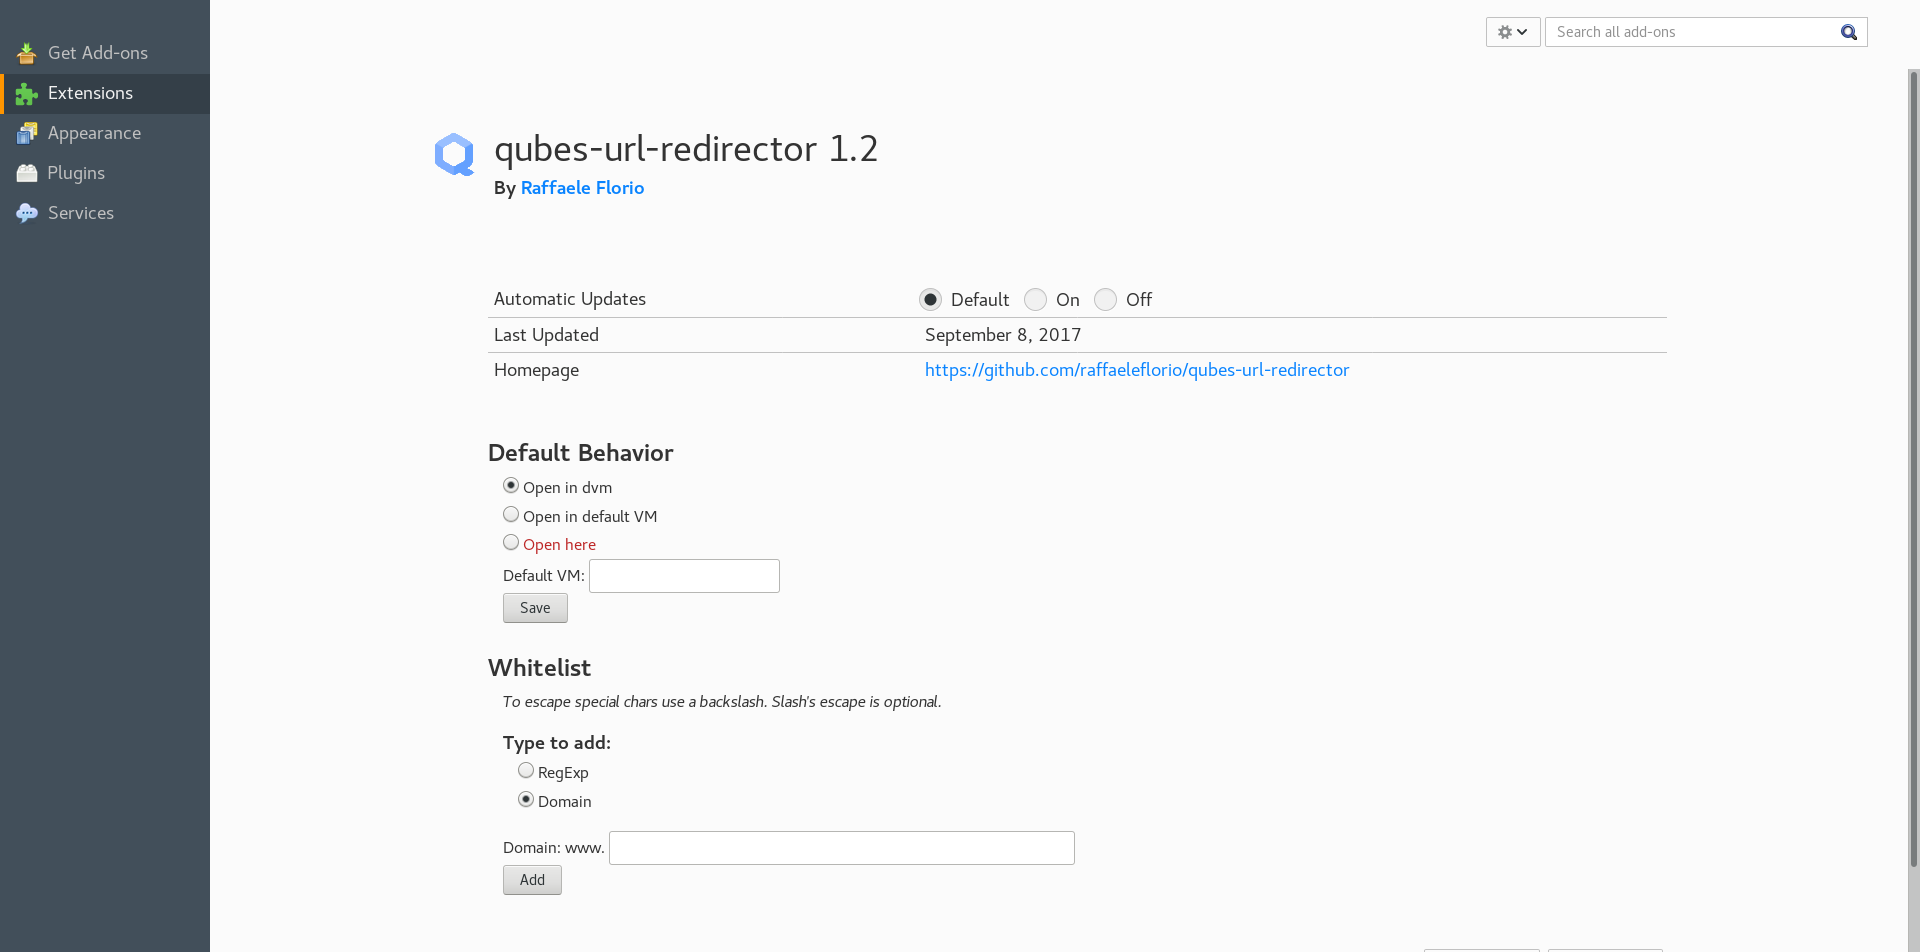 Get Add-ons
Extensions
Appearance
Plugins
Services
Search all add-ons
qubes-url-redirector 1.2
By Raffaele Florio
Automatic Updates Default On Off
Last Updated September 8, 2017
Homepage https://github.com/raffaeleflorio/qubes-url-redirector
Default Behavior
Open in dvm
Open in default VM
Open here
Default VM:
Save
Whitelist
To escape special chars use a backslash. Slash's escape is optional.
Type to add:
RegExp
Domain
Domain: www.
Add